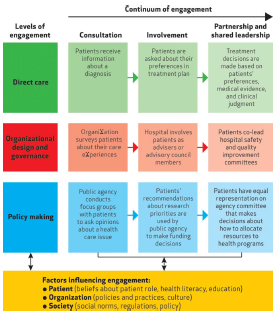 Continuum of engagement
Levels of
engagement
Consultation
Involvement
Partnership and
shared leadership
Direct care
Patients receive
information
about a
diagnosis
Patients are
asked about their
preferences in
treatment plan
Treatment
decisions are
made based on
patients'
preferences,
medical evidence,
and clinical
judgment
Organizational
design and
governance
Organization
surveys patients
about their care
experiences
Hospital involves
patients as
advisers or
advisory council
members
Patients co-lead
hospital safety
and quality
improvement
committees
Policy making
Public agency
conducts
focus groups
with patients
to ask opinions
about a health
care issue
Patients'
recommendations
about research
priorities are
used by public
agency to make
funding decisions
Patients have equal
representation on
agency committee
that makes
decisions about
how to allocate
resources to
health programs
Factors influencing engagement:
● Patient (beliefs about patient role, health literacy, education)
● Organization (policies and practices, culture)
● Society (social norms, regulations, policy)